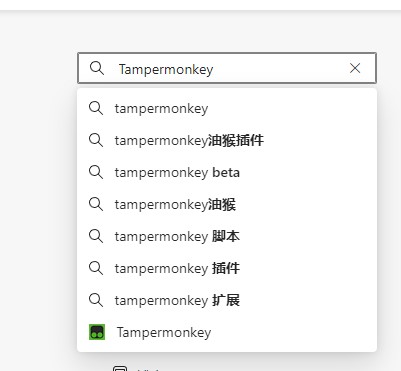 Tampermonkey
tampermonkey
tampermonkey油猴插件
tampermonkey beta
tampermonkey油猴
tampermonkey 脚本
tampermonkey 插件
tampermonkey 扩展
Tampermonkey